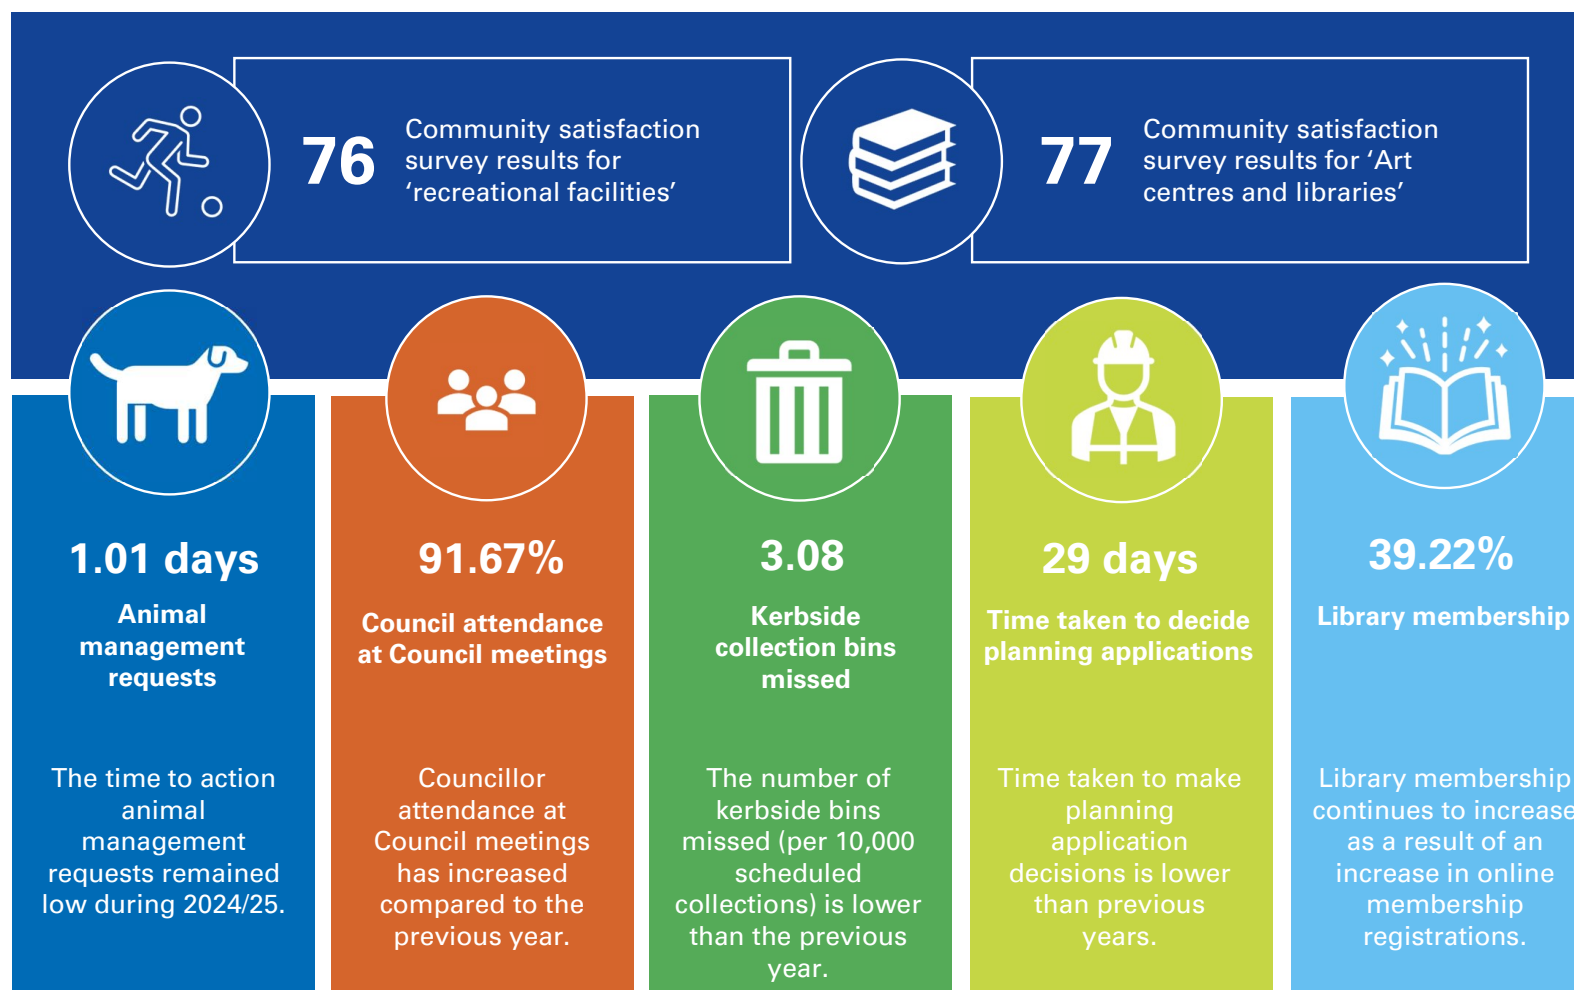 76
Community satisfaction
survey results for
‘recreational facilities’
77
Community satisfaction
survey results for ‘Art
centres and libraries’
1.01 days
Animal
management
requests
The time to action
animal
management
requests remained
low during 2024/25.
91.67%
Council attendance
at Council meetings
Councillor
attendance at
Council meetings
has increased
compared to the
previous year.
3.08
Kerbside
collection bins
missed
The number of
kerbside bins
missed (per 10,000
scheduled
collections) is lower
than the previous
year.
29 days
Time taken to decide
planning applications
Time taken to make
planning
application
decisions is lower
than previous
years.
39.22%
Library membership
Library membership
continues to increase
as a result of an
increase in online
membership
registrations.